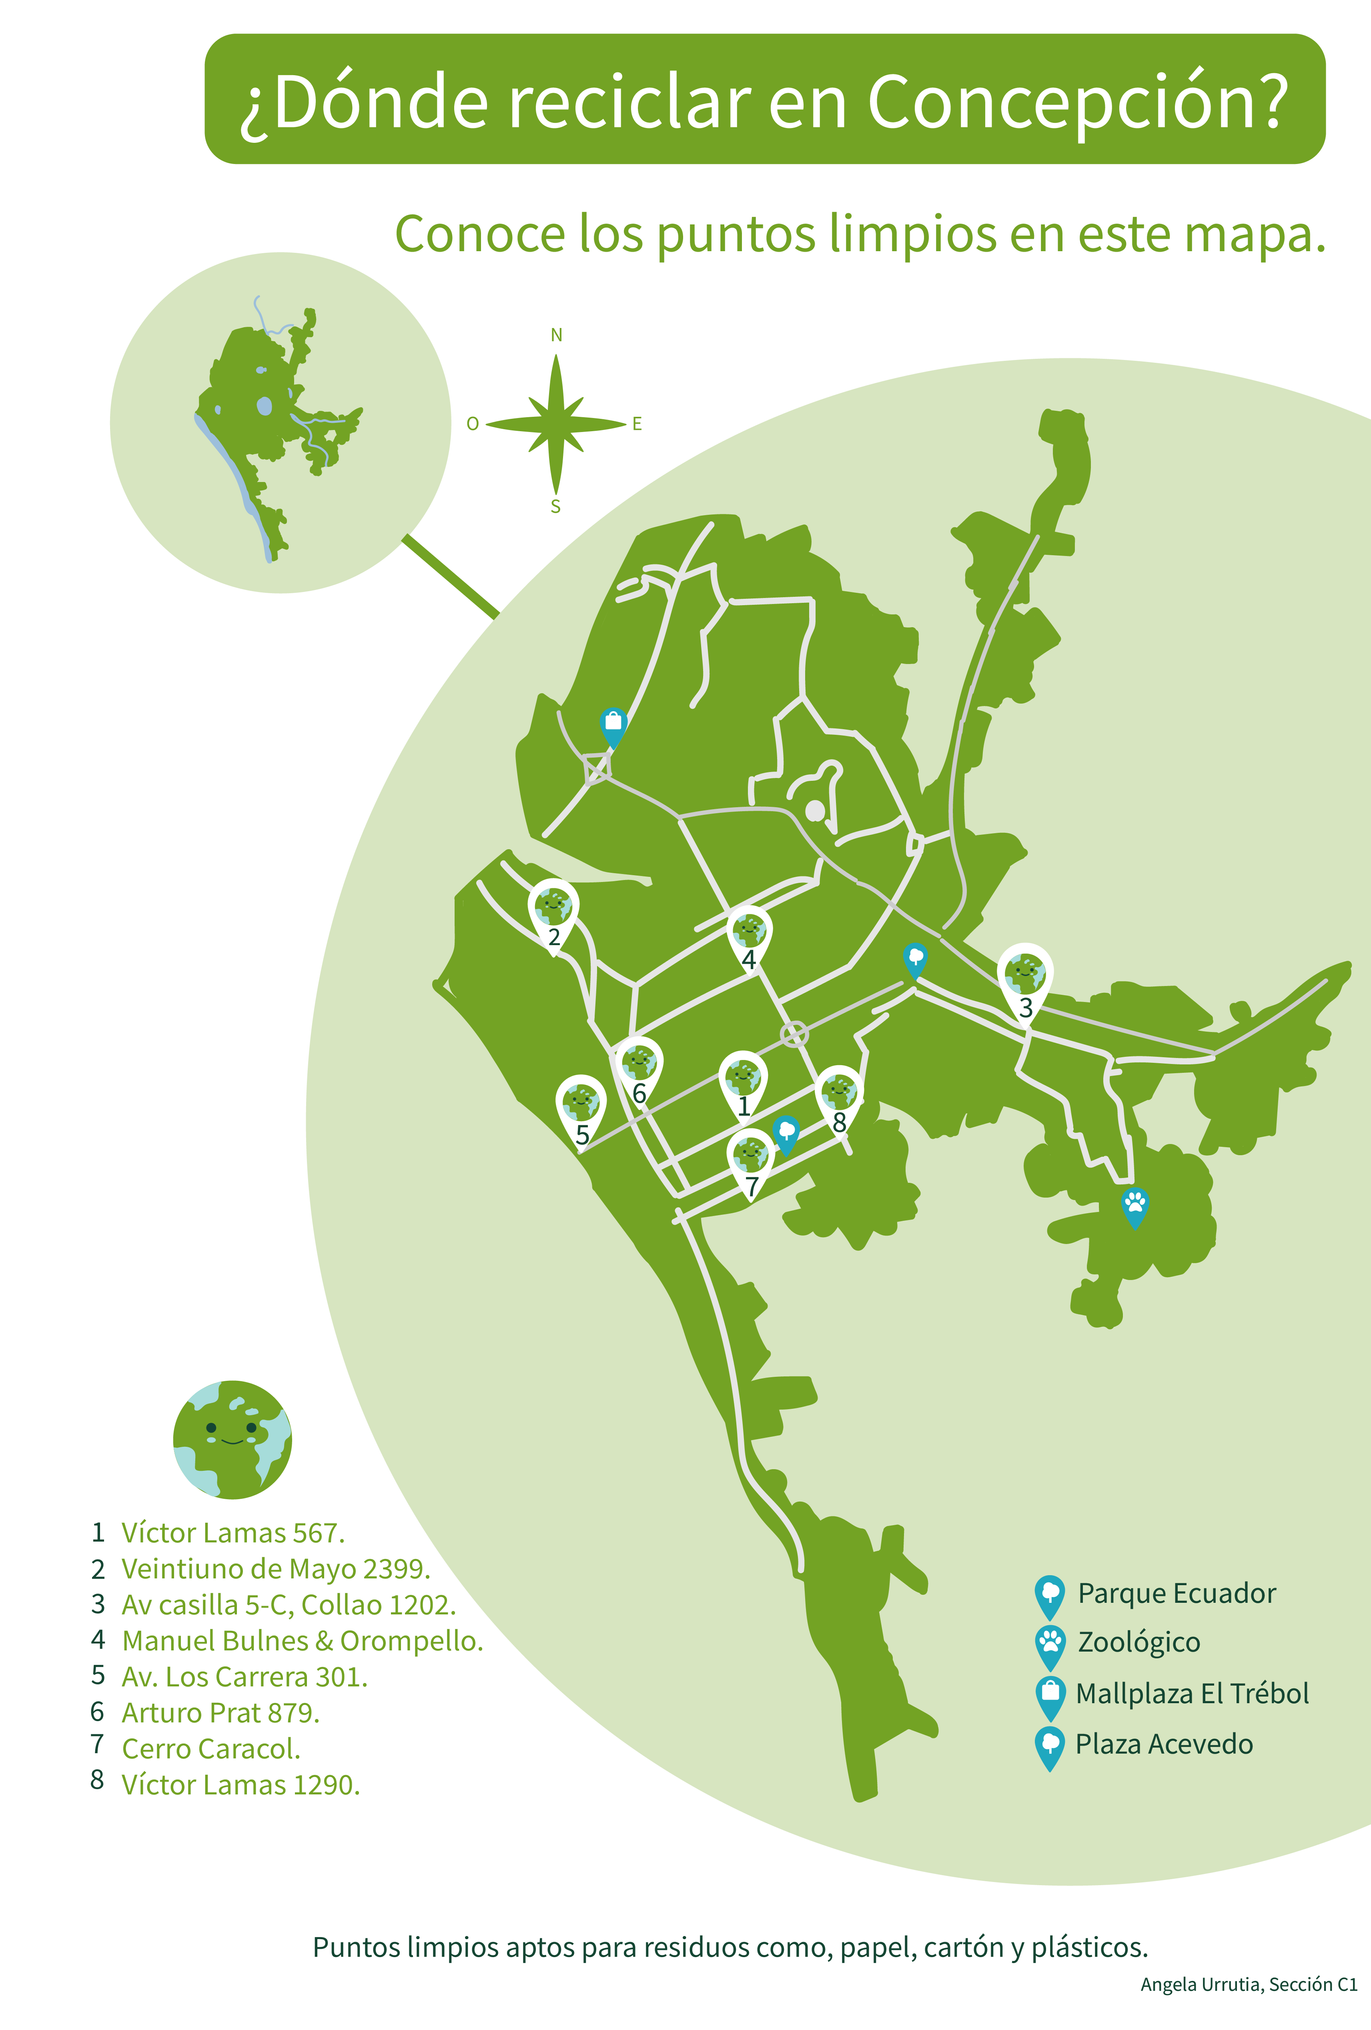 ¿Dónde reciclar en Concepción?
Conoce los puntos limpios en este mapa.
N
O
E
S
2
4
3
6
1
5
8
7
1 Víctor Lamas 567.
2 Veintiuno de Mayo 2399.
3 Av casilla 5-C, Collao 1202.
4 Manuel Bulnes & Orompello.
5 Av. Los Carrera 301.
6 Arturo Prat 879.
7 Cerro Caracol.
8 Víctor Lamas 1290.
Parque Ecuador
Zoológico
Mallplaza El Trébol
Plaza Acevedo
Puntos limpios aptos para residuos como, papel, cartón y plásticos.
Angela Urrutia, Sección C1